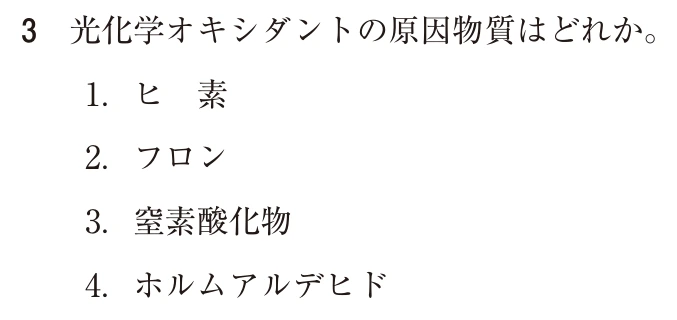 3 光化学オキシダントの原因物質はどれか。
1. ヒ 素
2. フロン
3. 窒素酸化物
4. ホルムアルデヒド